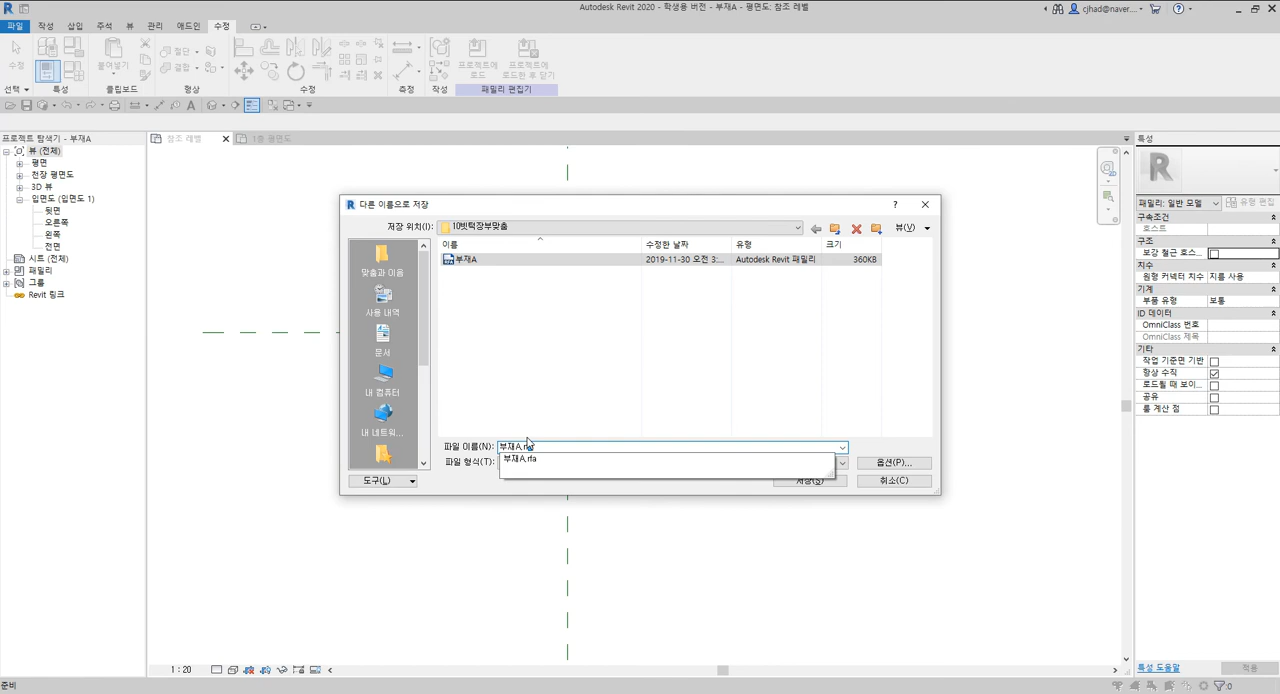 Autodesk Revit 2020 - 학생용 버전 - 부재A - 평면도: 참조 레벨
cjhad@naver....
파일 작성 삽입 주석 뷰 관리 애드인 수정
수정
붙여넣기
절단
결합
프로젝트에 로드
프로젝트에 로드한 후 닫기
선택 특성 클립보드 형상 수정 측정 작성 패밀리 편집기
프로젝트 탐색기 - 부재A
뷰 (전체)
평면
천장 평면도
3D 뷰
입면도 (입면도 1)
뒷면
오른쪽
왼쪽
전면
시트 (전체)
패밀리
그룹
Revit 링크
참조 레벨
1층 평면도
다른 이름으로 저장
저장 위치(I): 10빗턱장부맞춤 뷰(V)
이름 수정한 날짜 유형 크기
부재A 2019-11-30 오전 3:... Autodesk Revit 패밀리 360KB
맞춤과 이음
사용 내역
문서
내 컴퓨터
내 네트워...
파일 이름(N): 부재A.rfa
부재A.rfa
파일 형식(T): 옵션(P)...
도구(L) 저장(S) 취소(C)
특성
패밀리: 일반 모델 유형 편집
구속조건
호스트
구조
보강 철근 호스...
치수
원형 커넥터 치수 지름 사용
기계
부품 유형 보통
ID 데이터
OmniClass 번호
OmniClass 제목
기타
작업 기준면 기반
항상 수직
로드될 때 보이...
공유
룸 계산 점
특성 도움말 적용
1 : 20
준비
:0